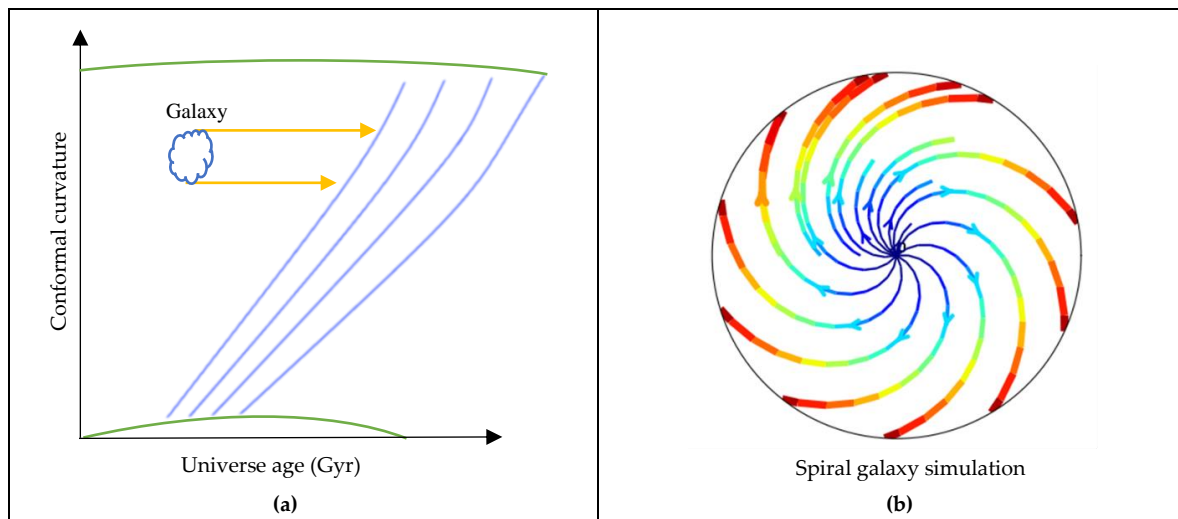 Conformal curvature
Galaxy
Universe age (Gyr)
(a)
Spiral galaxy simulation
(b)